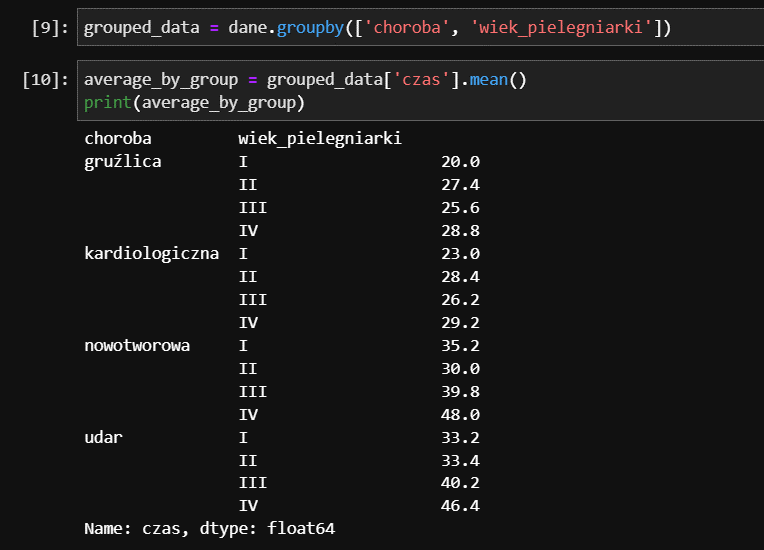 [9]: grouped_data = dane.groupby(['choroba', 'wiek_pielegniarki'])
[10]: average_by_group = grouped_data['czas'].mean()
print(average_by_group)
choroba         wiek_pielegniarki
gruźlica        I                    20.0
                II                   27.4
                III                  25.6
                IV                   28.8
kardiologiczna  I                    23.0
                II                   28.4
                III                  26.2
                IV                   29.2
nowotworowa     I                    35.2
                II                   30.0
                III                  39.8
                IV                   48.0
udar            I                    33.2
                II                   33.4
                III                  40.2
                IV                   46.4
Name: czas, dtype: float64